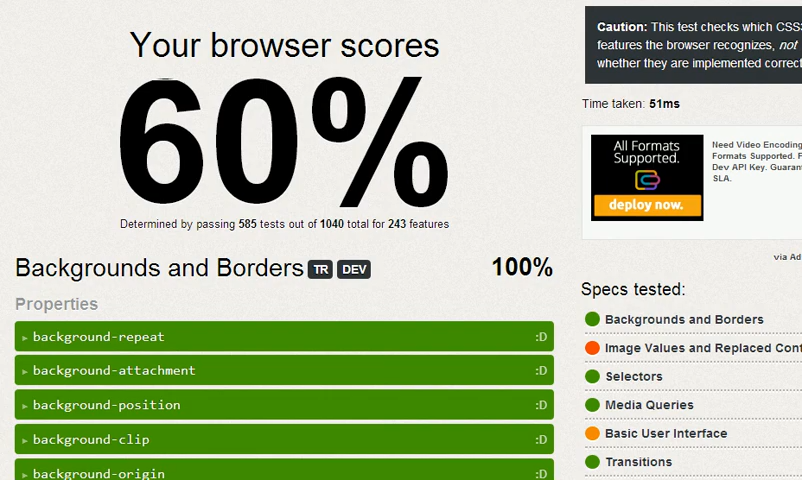 Your browser scores
60%
Determined by passing 585 tests out of 1040 total for 243 features
Backgrounds and Borders TR DEV 100%
Properties
▸ background-repeat :D
▸ background-attachment :D
▸ background-position :D
▸ background-clip :D
▸ background-origin :D
Caution: This test checks which CSS3
features the browser recognizes, not
whether they are implemented correct
Time taken: 51ms
All Formats
Supported.
deploy now.
Need Video Encoding
Formats Supported. F
Dev API Key. Guaran
SLA.
via Ad
Specs tested:
Backgrounds and Borders
Image Values and Replaced Cont
Selectors
Media Queries
Basic User Interface
Transitions